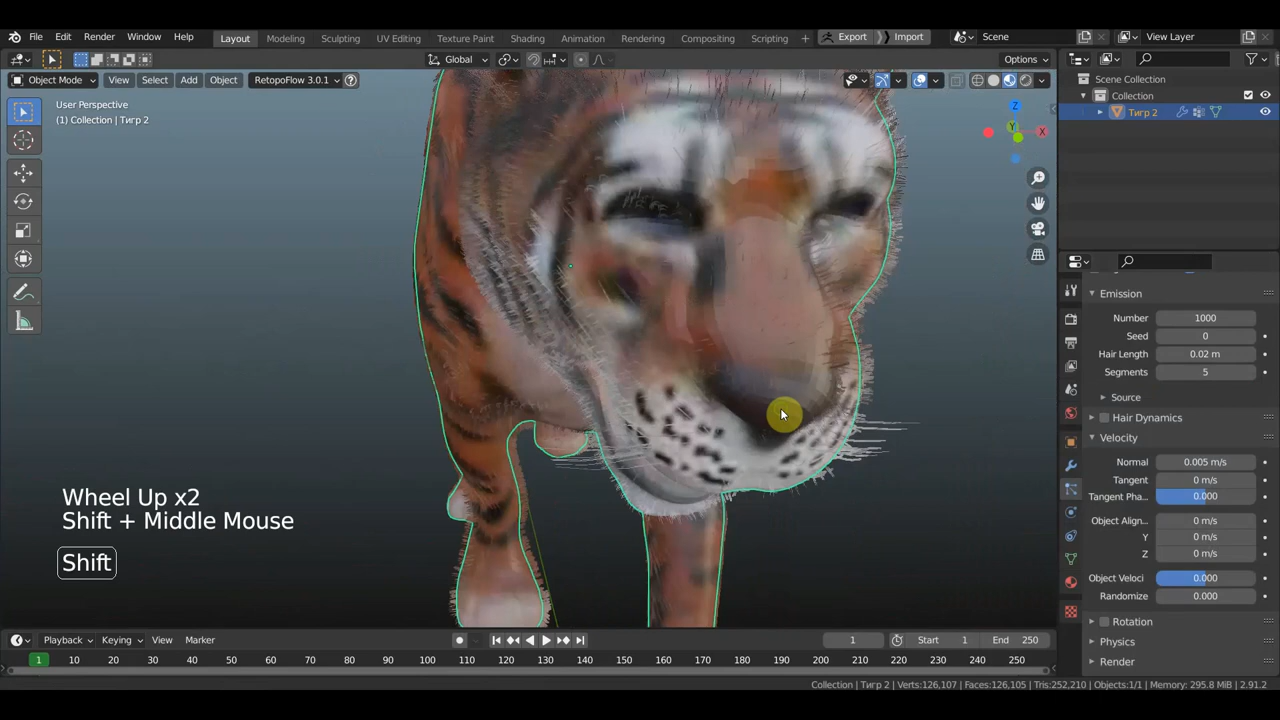 File Edit Render Window Help Layout Modeling Sculpting UV Editing Texture Paint Shading Animation Rendering Compositing Scripting + Export Import Scene View Layer
Global Options
Object Mode View Select Add Object RetopoFlow 3.0.1
Scene Collection
Collection
Тигр 2
User Perspective
(1) Collection | Тигр 2
Z
Y
X
Emission
Number 1000
Seed 0
Hair Length 0.02 m
Segments 5
Source
Hair Dynamics
Velocity
Normal 0.005 m/s
Tangent 0 m/s
Tangent Pha... 0.000
Object Align... 0 m/s
Y 0 m/s
Z 0 m/s
Object Veloci 0.000
Randomize 0.000
Rotation
Physics
Render
Wheel Up x2
Shift + Middle Mouse
Shift
Playback Keying View Marker 1 Start 1 End 250
1 10 20 30 40 50 60 70 80 90 100 110 120 130 140 150 160 170 180 190 200 210 220 230 240 250
Collection | Тигр 2 | Verts:126,107 | Faces:126,105 | Tris:252,210 | Objects:1/1 | Memory: 295.8 MiB | 2.91.2